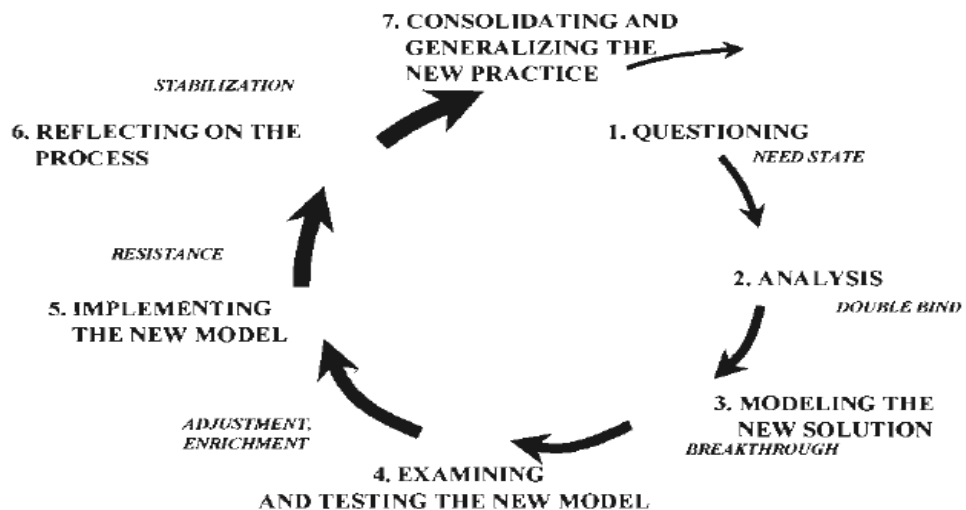 7. CONSOLIDATING AND
GENERALIZING THE
NEW PRACTICE
STABILIZATION
6. REFLECTING ON THE
PROCESS
1. QUESTIONING
NEED STATE
RESISTANCE
2. ANALYSIS
DOUBLE BIND
5. IMPLEMENTING
THE NEW MODEL
3. MODELING THE
NEW SOLUTION
BREAKTHROUGH
ADJUSTMENT,
ENRICHMENT
4. EXAMINING
AND TESTING THE NEW MODEL